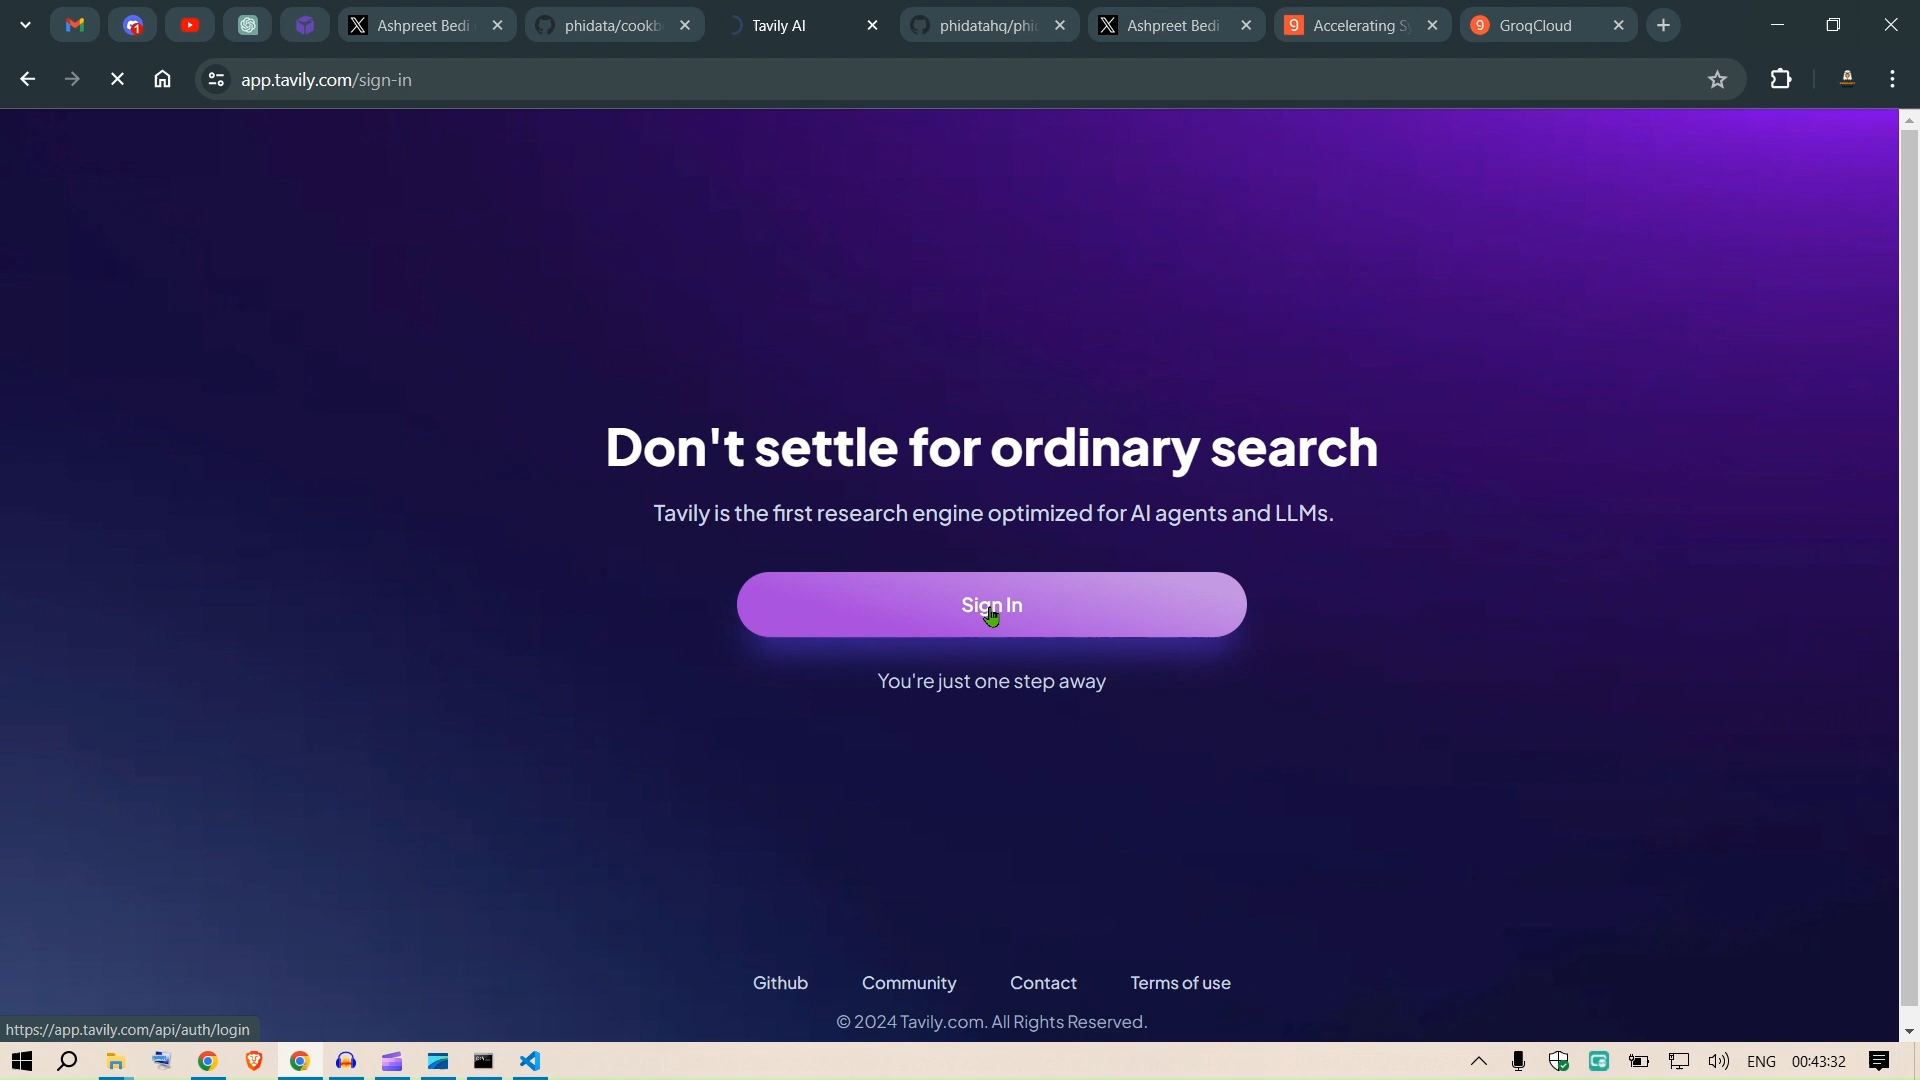 Ashpreet Bedi
phidata/cookb
Tavily AI
phidatahq/phi
Ashpreet Bedi
Accelerating Sy
GroqCloud
app.tavily.com/sign-in
Don't settle for ordinary search
Tavily is the first research engine optimized for AI agents and LLMs.
Sign In
You're just one step away
Github Community Contact Terms of use
© 2024 Tavily.com. All Rights Reserved.
https://app.tavily.com/api/auth/login
ENG 00:43:32